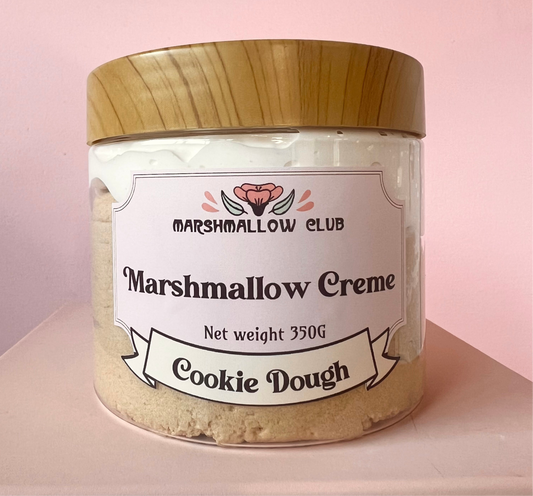 MARSHMALLOW CLUB
Marshmallow Creme
Net weight 350G
Cookie Dough